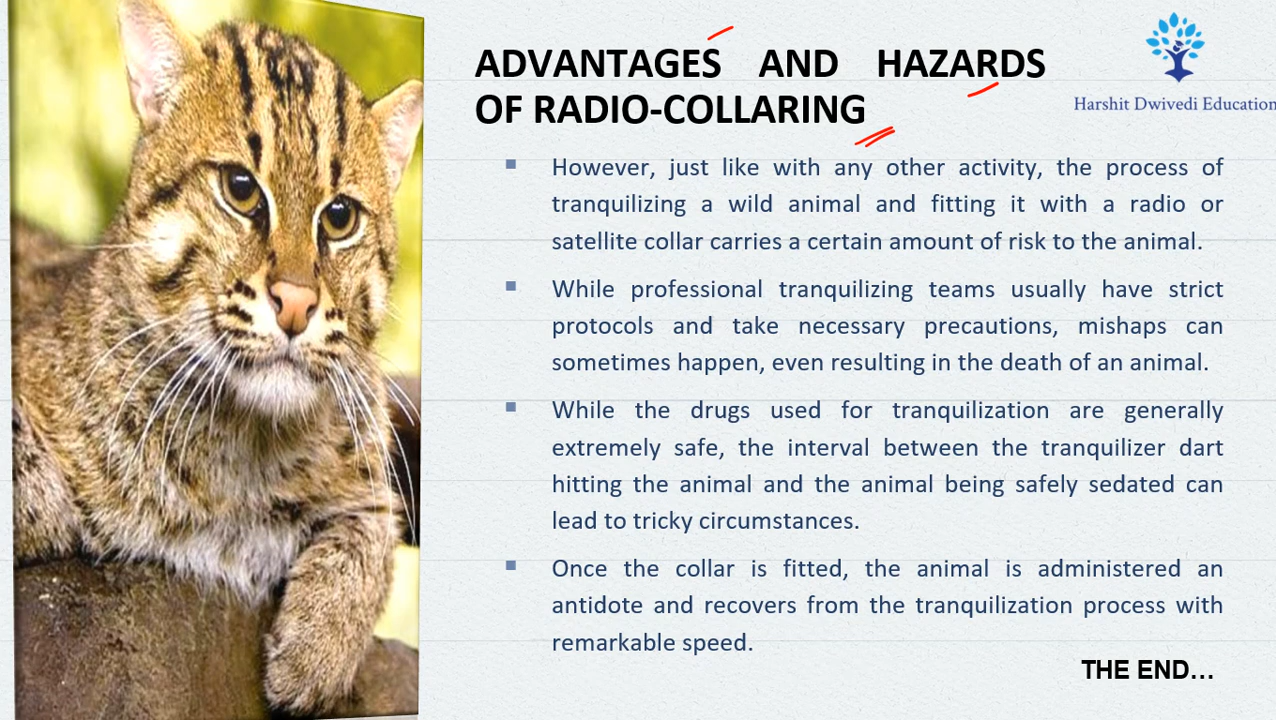 ADVANTAGES AND HAZARDS
OF RADIO-COLLARING
Harshit Dwivedi Education
▪ However, just like with any other activity, the process of
tranquilizing a wild animal and fitting it with a radio or
satellite collar carries a certain amount of risk to the animal.
▪ While professional tranquilizing teams usually have strict
protocols and take necessary precautions, mishaps can
sometimes happen, even resulting in the death of an animal.
▪ While the drugs used for tranquilization are generally
extremely safe, the interval between the tranquilizer dart
hitting the animal and the animal being safely sedated can
lead to tricky circumstances.
▪ Once the collar is fitted, the animal is administered an
antidote and recovers from the tranquilization process with
remarkable speed.
THE END...